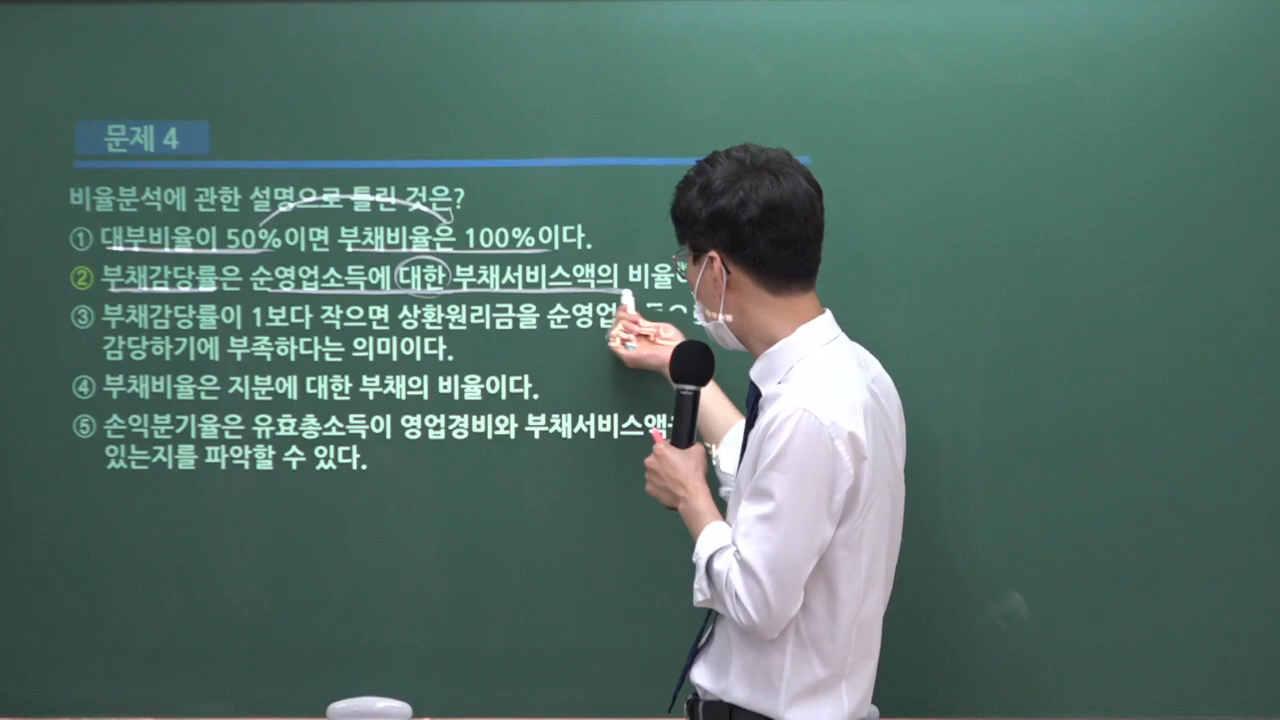 문제 4
비율분석에 관한 설명으로 틀린 것은?
① 대부비율이 50%이면 부채비율은 100%이다.
② 부채감당률은 순영업소득에 대한 부채서비스액의
③ 부채감당률이 1보다 작으면 상환원리금을
감당하기에 부족하다는 의미이다.
④ 부채비율은 지분에 대한 부채의 비율이다.
⑤ 손익분기율은 유효총소득이 영업경비와 부채서비스액
있는지를 파악할 수 있다.